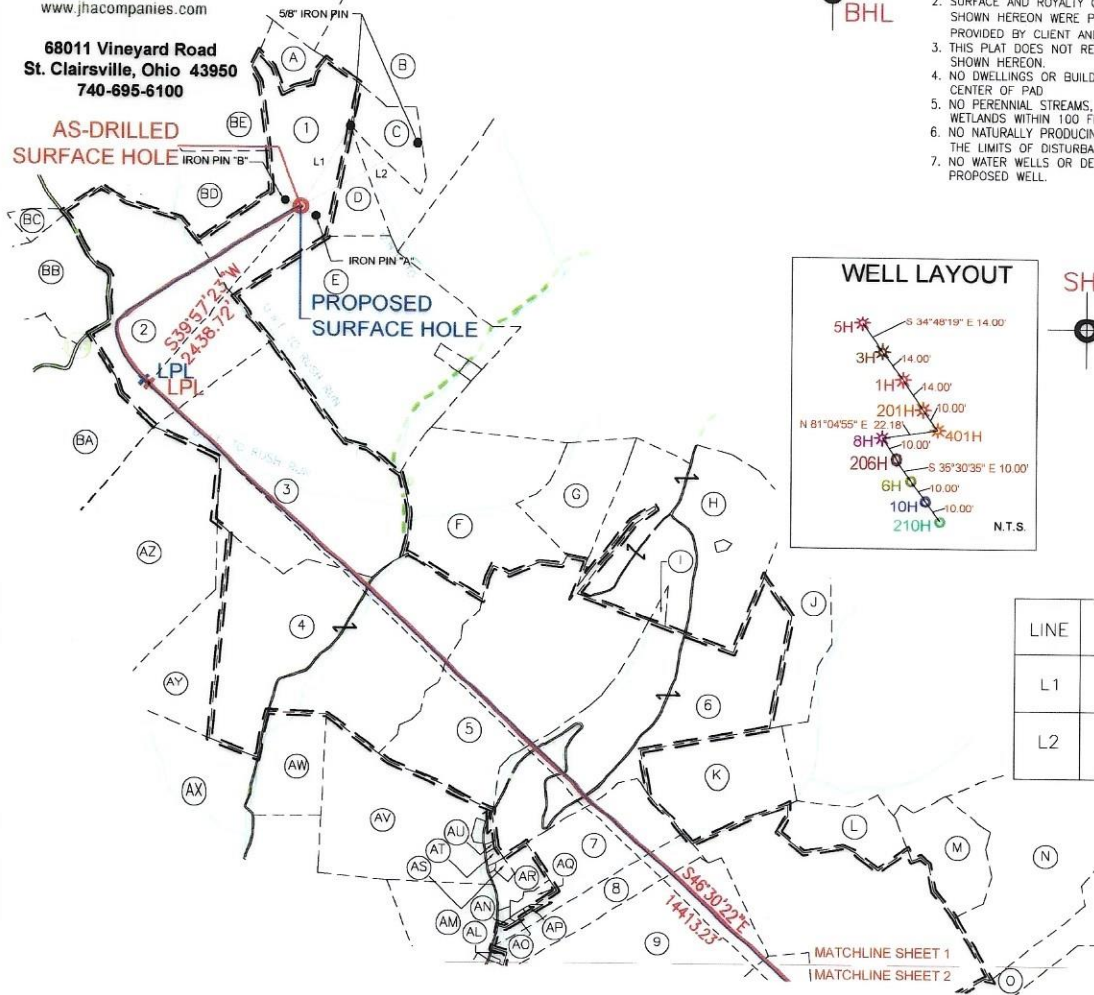 www.jhacompanies.com
68011 Vineyard Road
St. Clairsville, Ohio 43950
740-695-6100
5/8" IRON PIN
BHL
2. SURFACE AND ROYALTY
SHOWN HEREON WERE
PROVIDED BY CLIENT AND
3. THIS PLAT DOES NOT
SHOWN HEREON.
4. NO DWELLINGS OR
CENTER OF PAD
5. NO PERENNIAL STREAMS,
WETLANDS WITHIN 100
6. NO NATURALLY
THE LIMITS OF
7. NO WATER WELLS OR
PROPOSED WELL.
A
B
BE
1
C
AS-DRILLED
SURFACE HOLE
IRON PIN "B"
L1
L2
BD
D
BC
IRON PIN "A"
E
BB
PROPOSED
SURFACE HOLE
2
S39°57'23"W
2438.72'
LPL
LPL
UNT TO RUSH RUN
BA
TO RUSH RUN
3
WELL LAYOUT
5H
S 34°48'19" E 14.00'
3H
14.00'
1H
14.00'
201H
10.00'
N 81°04'55" E 22.18'
401H
8H
10.00'
206H
S 35°30'35" E 10.00'
6H
10.00'
10H
10.00'
210H
N.T.S.
SH
G
H
F
AZ
I
J
4
AY
LINE
L1
L2
5
6
AW
AX
K
AV
L
M
N
AU
AT
AS
AR
AQ
7
8
AN
AM
AL
AO
AP
9
S46°30'22"E
14413.23'
MATCHLINE SHEET 1
MATCHLINE SHEET 2
O